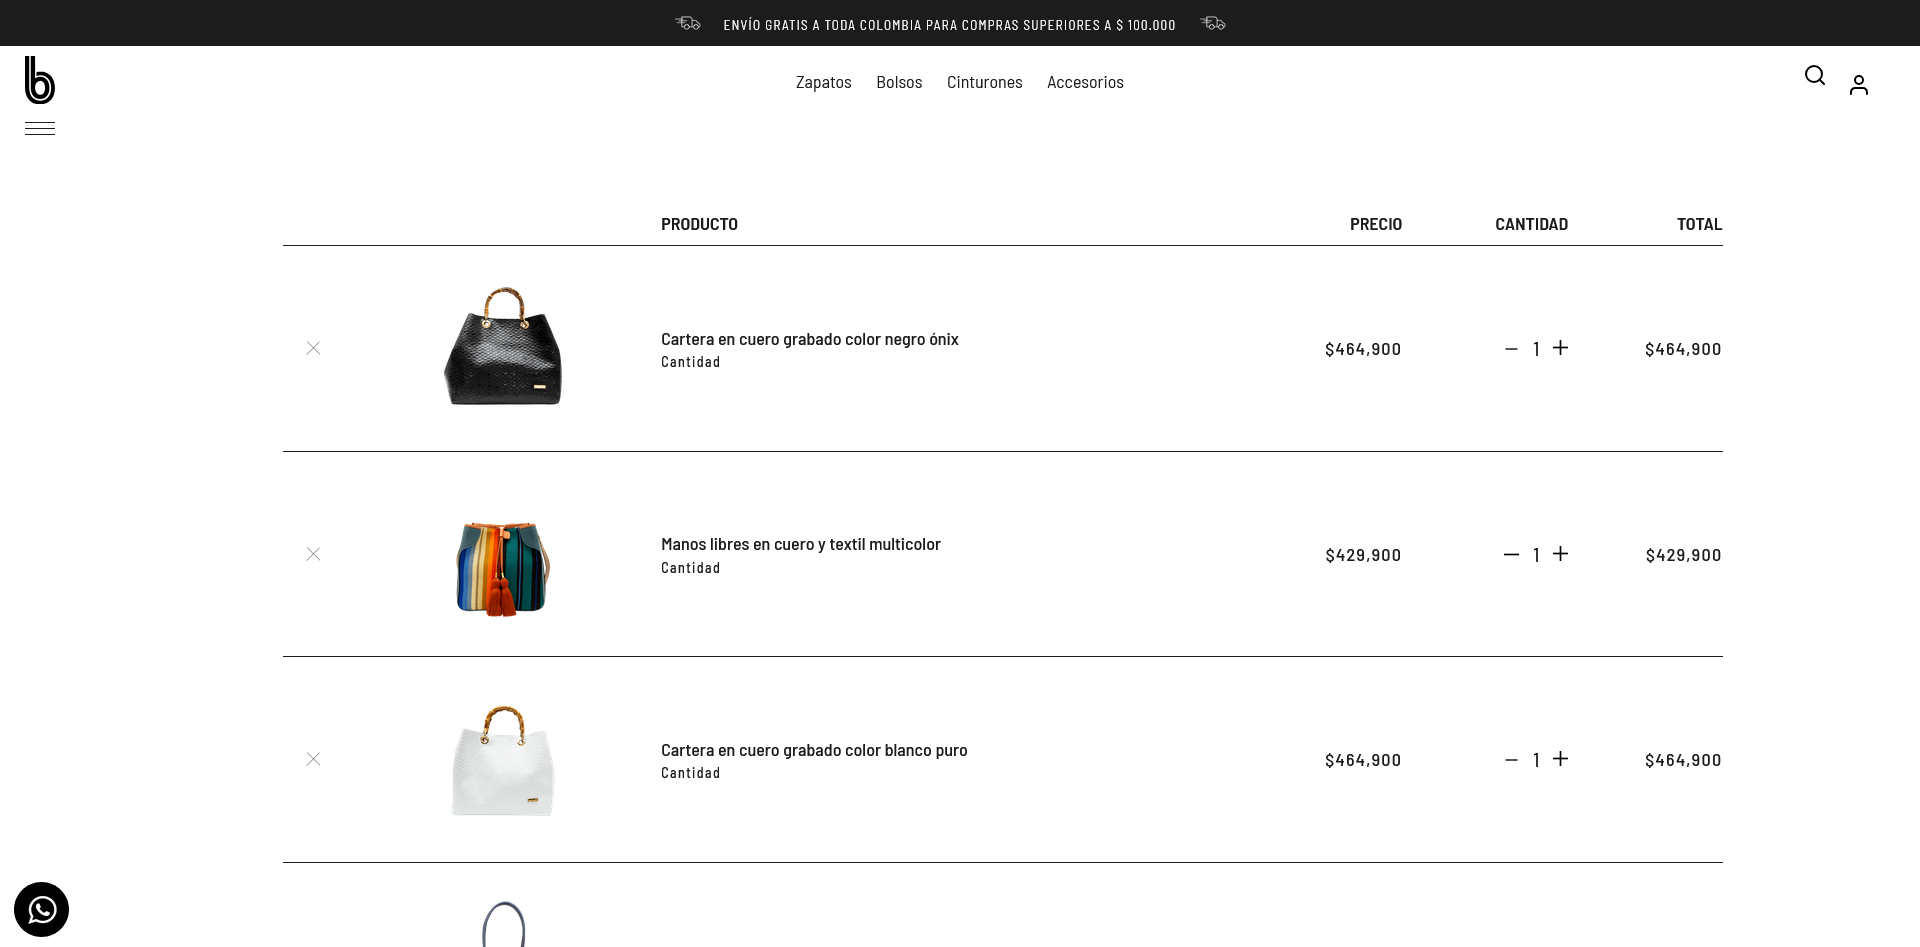 ENVÍO GRATIS A TODA COLOMBIA PARA COMPRAS SUPERIORES A $ 100.000
b
Zapatos Bolsos Cinturones Accesorios
PRODUCTO PRECIO CANTIDAD TOTAL
Cartera en cuero grabado color negro ónix
Cantidad
$464,900 − 1 + $464,900
Manos libres en cuero y textil multicolor
Cantidad
$429,900 − 1 + $429,900
Cartera en cuero grabado color blanco puro
Cantidad
$464,900 − 1 + $464,900